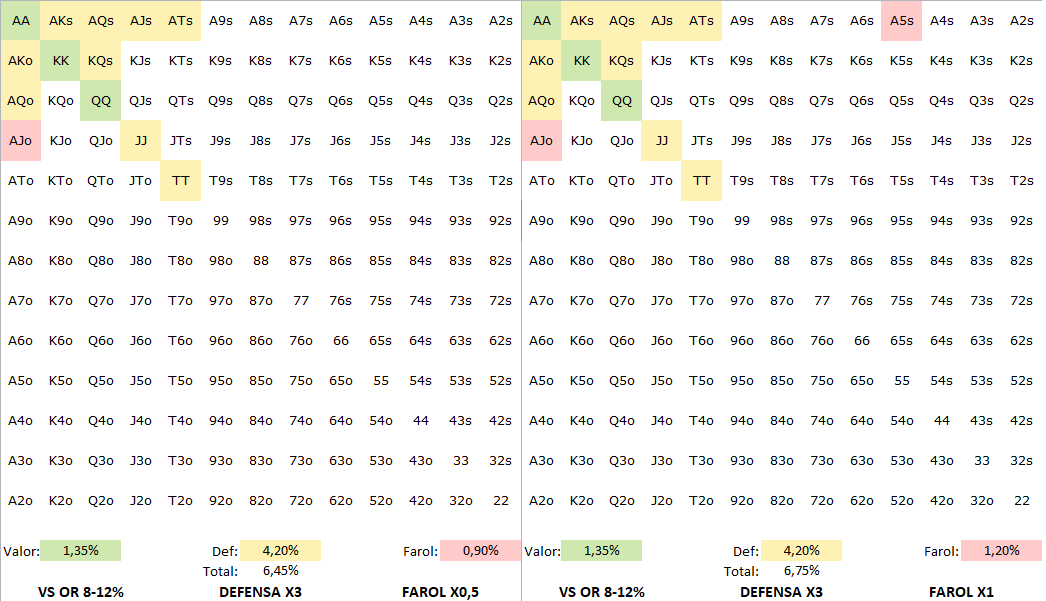 AA AKs AQs AJs ATs A9s A8s A7s A6s A5s A4s A3s A2s AA AKs AQs AJs ATs A9s A8s A7s A6s A5s A4s A3s A2s
AKo KK KQs KJs KTs K9s K8s K7s K6s K5s K4s K3s K2s AKo KK KQs KJs KTs K9s K8s K7s K6s K5s K4s K3s K2s
AQo KQo QQ QJs QTs Q9s Q8s Q7s Q6s Q5s Q4s Q3s Q2s AQo KQo QQ QJs QTs Q9s Q8s Q7s Q6s Q5s Q4s Q3s Q2s
AJo KJo QJo JJ JTs J9s J8s J7s J6s J5s J4s J3s J2s AJo KJo QJo JJ JTs J9s J8s J7s J6s J5s J4s J3s J2s
ATo KTo QTo JTo TT T9s T8s T7s T6s T5s T4s T3s T2s ATo KTo QTo JTo TT T9s T8s T7s T6s T5s T4s T3s T2s
A9o K9o Q9o J9o T9o 99 98s 97s 96s 95s 94s 93s 92s A9o K9o Q9o J9o T9o 99 98s 97s 96s 95s 94s 93s 92s
A8o K8o Q8o J8o T8o 98o 88 87s 86s 85s 84s 83s 82s A8o K8o Q8o J8o T8o 98o 88 87s 86s 85s 84s 83s 82s
A7o K7o Q7o J7o T7o 97o 87o 77 76s 75s 74s 73s 72s A7o K7o Q7o J7o T7o 97o 87o 77 76s 75s 74s 73s 72s
A6o K6o Q6o J6o T6o 96o 86o 76o 66 65s 64s 63s 62s A6o K6o Q6o J6o T6o 96o 86o 76o 66 65s 64s 63s 62s
A5o K5o Q5o J5o T5o 95o 85o 75o 65o 55 54s 53s 52s A5o K5o Q5o J5o T5o 95o 85o 75o 65o 55 54s 53s 52s
A4o K4o Q4o J4o T4o 94o 84o 74o 64o 54o 44 43s 42s A4o K4o Q4o J4o T4o 94o 84o 74o 64o 54o 44 43s 42s
A3o K3o Q3o J3o T3o 93o 83o 73o 63o 53o 43o 33 32s A3o K3o Q3o J3o T3o 93o 83o 73o 63o 53o 43o 33 32s
A2o K2o Q2o J2o T2o 92o 82o 72o 62o 52o 42o 32o 22 A2o K2o Q2o J2o T2o 92o 82o 72o 62o 52o 42o 32o 22
Valor: 1,35% Def: 4,20% Farol: 0,90% Valor: 1,35% Def: 4,20% Farol: 1,20%
Total: 6,45% Total: 6,75%
VS OR 8-12% DEFENSA X3 FAROL X0,5 VS OR 8-12% DEFENSA X3 FAROL X1